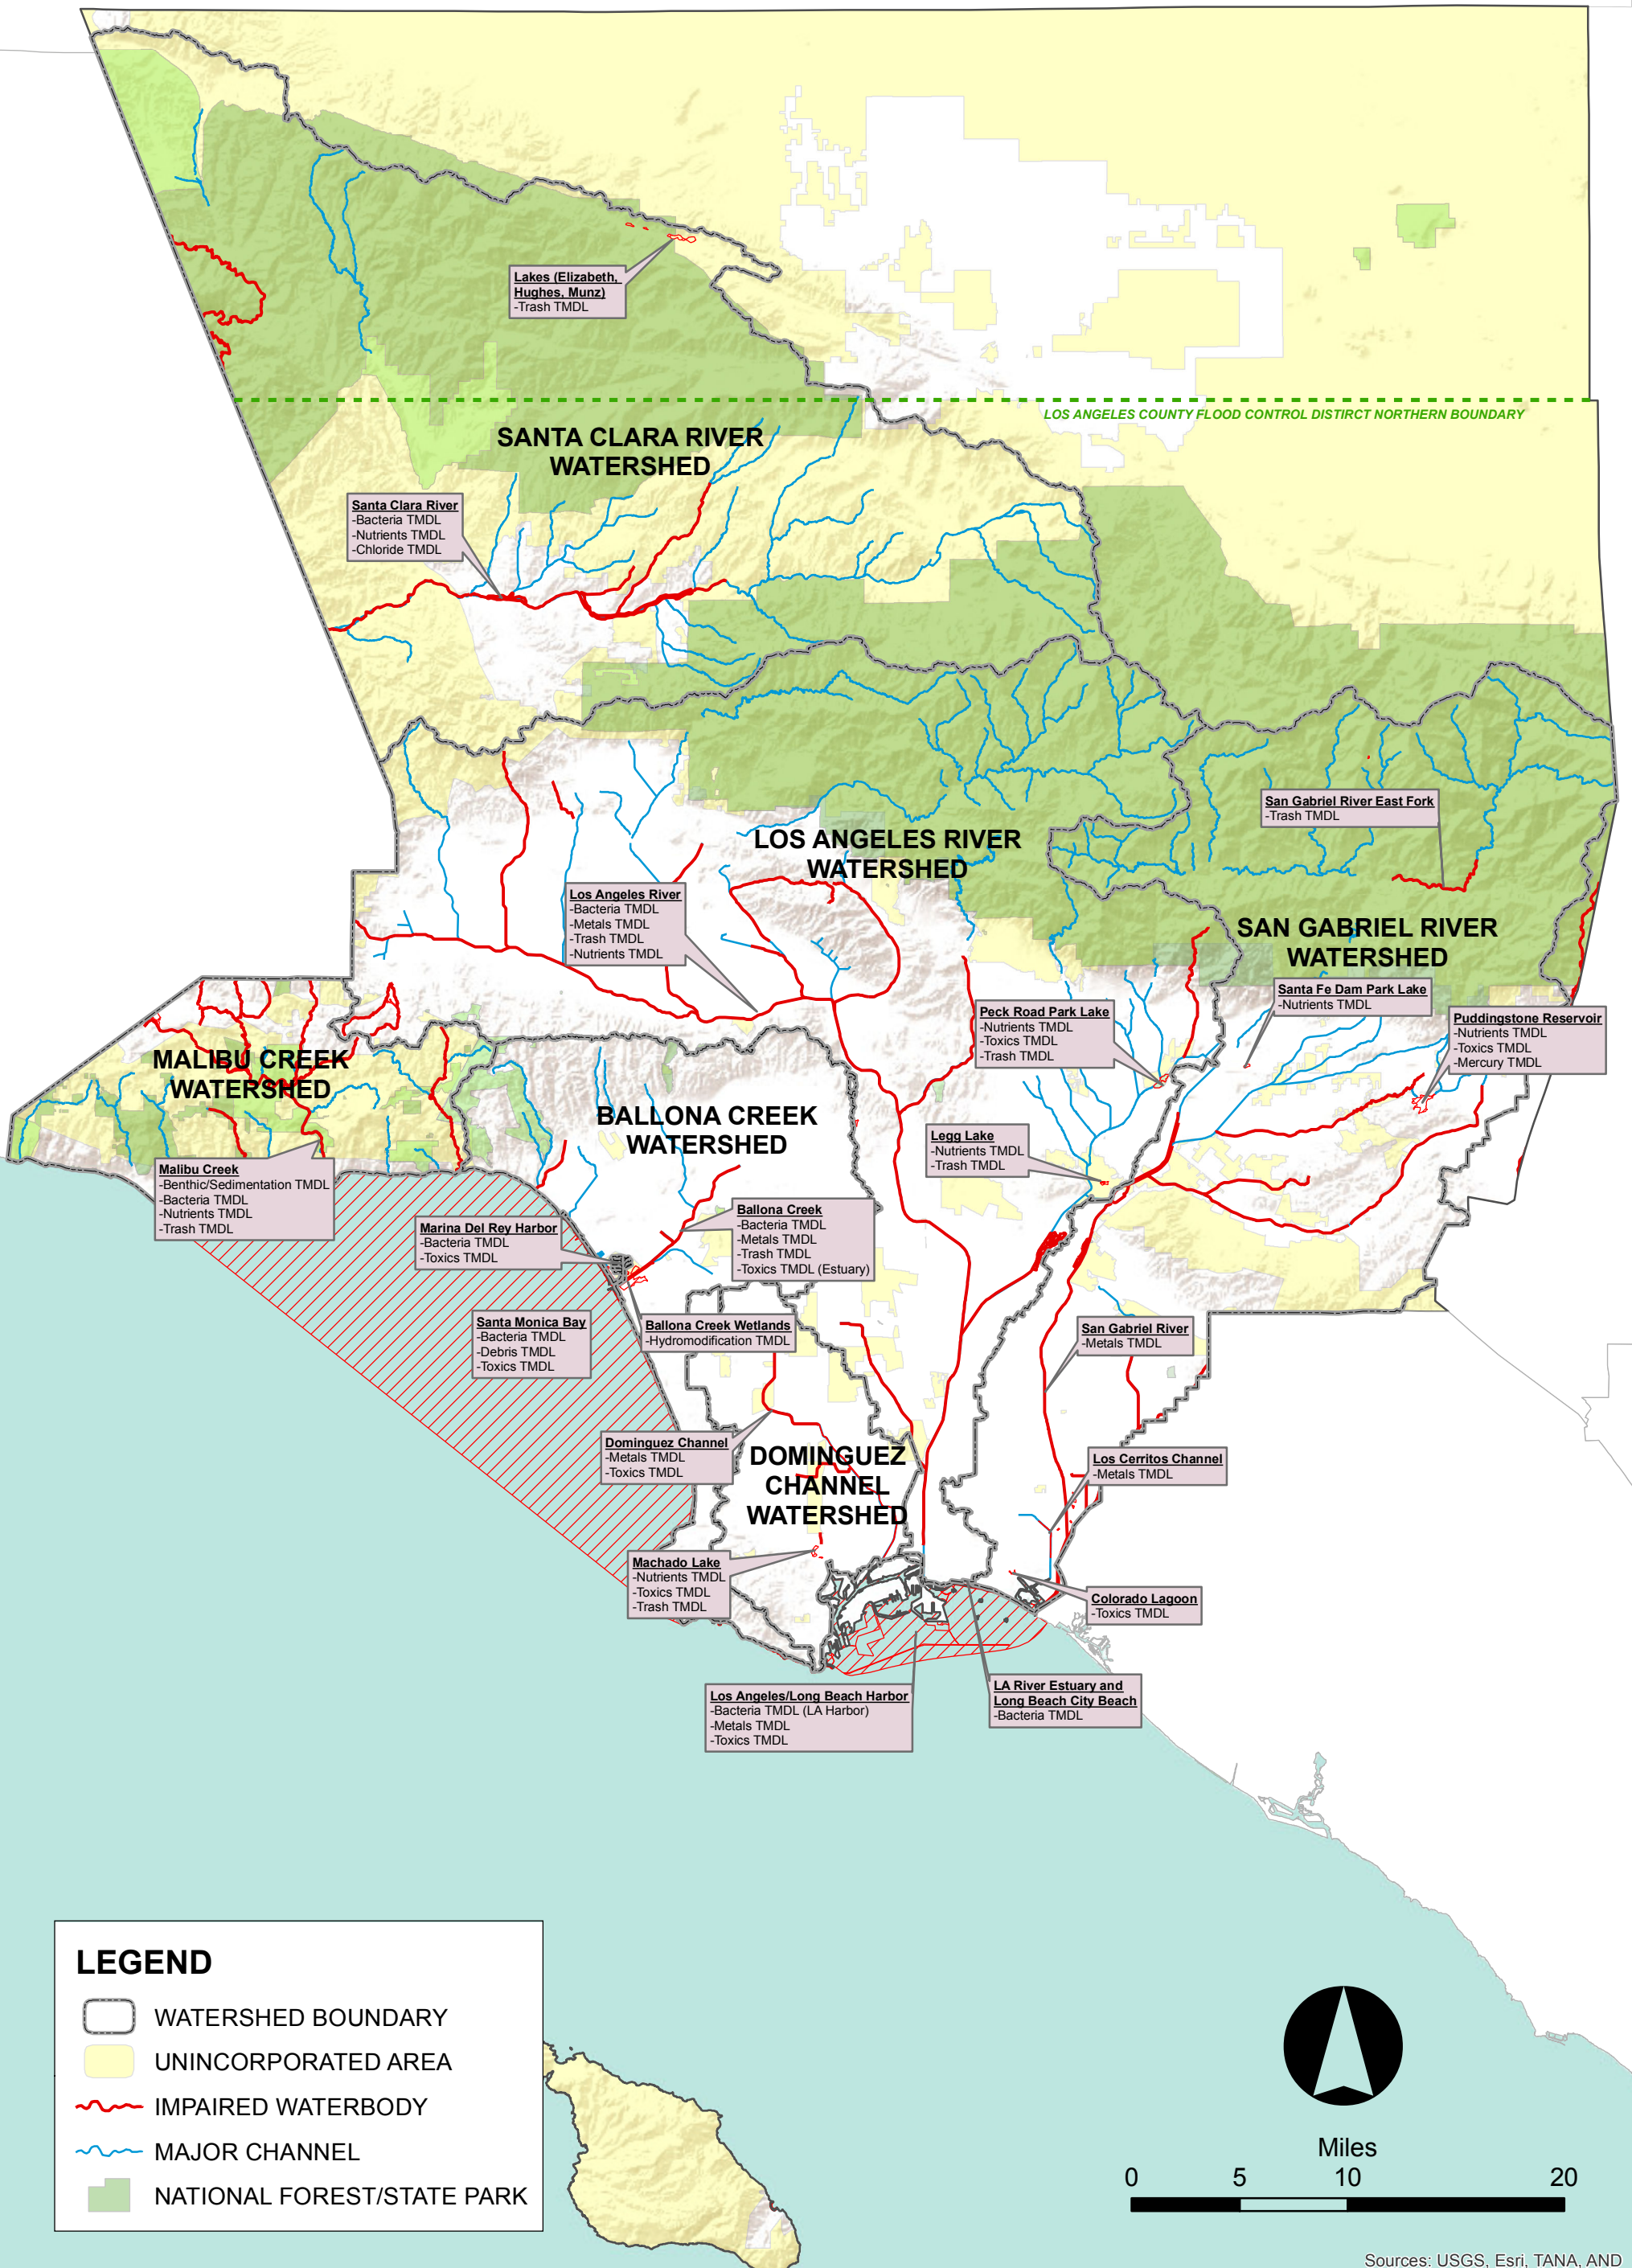 Lakes (Elizabeth,
Hughes, Munz)
-Trash TMDL
LOS ANGELES COUNTY FLOOD CONTROL DISTIRCT NORTHERN BOUNDARY
SANTA CLARA RIVER
WATERSHED
Santa Clara River
-Bacteria TMDL
-Nutrients TMDL
-Chloride TMDL
San Gabriel River East Fork
-Trash TMDL
LOS ANGELES RIVER
WATERSHED
Los Angeles River
-Bacteria TMDL
-Metals TMDL
-Trash TMDL
-Nutrients TMDL
SAN GABRIEL RIVER
WATERSHED
Santa Fe Dam Park Lake
-Nutrients TMDL
Peck Road Park Lake
-Nutrients TMDL
-Toxics TMDL
-Trash TMDL
Puddingstone Reservoir
-Nutrients TMDL
-Toxics TMDL
-Mercury TMDL
MALIBU CREEK
WATERSHED
BALLONA CREEK
WATERSHED
Legg Lake
-Nutrients TMDL
-Trash TMDL
Malibu Creek
-Benthic/Sedimentation TMDL
-Bacteria TMDL
-Nutrients TMDL
-Trash TMDL
Marina Del Rey Harbor
-Bacteria TMDL
-Toxics TMDL
Ballona Creek
-Bacteria TMDL
-Metals TMDL
-Trash TMDL
-Toxics TMDL (Estuary)
Santa Monica Bay
-Bacteria TMDL
-Debris TMDL
-Toxics TMDL
Ballona Creek Wetlands
-Hydromodification TMDL
San Gabriel River
-Metals TMDL
Dominguez Channel
-Metals TMDL
-Toxics TMDL
DOMINGUEZ
CHANNEL
WATERSHED
Los Cerritos Channel
-Metals TMDL
Machado Lake
-Nutrients TMDL
-Toxics TMDL
-Trash TMDL
Colorado Lagoon
-Toxics TMDL
Los Angeles/Long Beach Harbor
-Bacteria TMDL (LA Harbor)
-Metals TMDL
-Toxics TMDL
LA River Estuary and
Long Beach City Beach
-Bacteria TMDL
LEGEND
WATERSHED BOUNDARY
UNINCORPORATED AREA
IMPAIRED WATERBODY
MAJOR CHANNEL
NATIONAL FOREST/STATE PARK
Miles
0 5 10 20
Sources: USGS, Esri, TANA, AND